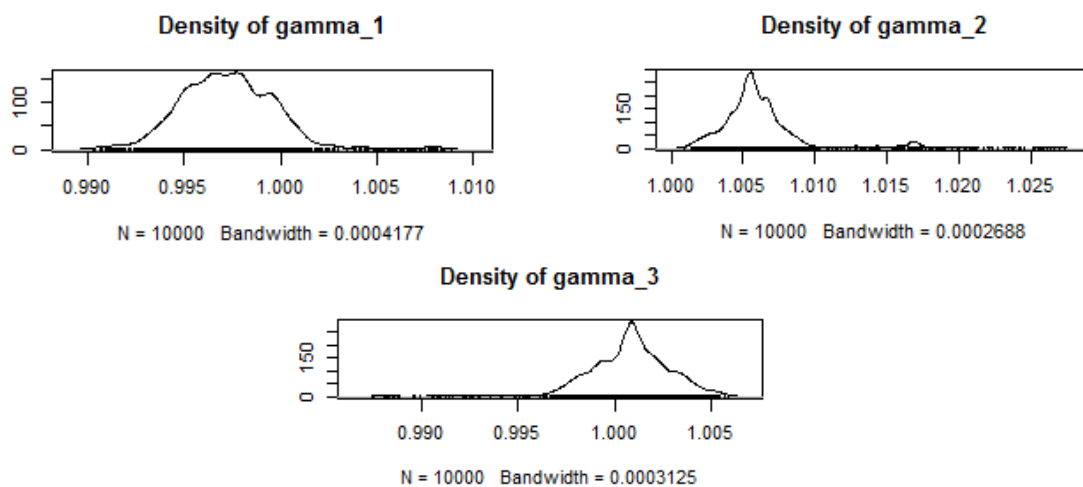 Density of gamma_1
Density of gamma_2
100
0
150
0
0.990 0.995 1.000 1.005 1.010
1.000 1.005 1.010 1.015 1.020 1.025
N = 10000 Bandwidth = 0.0004177
N = 10000 Bandwidth = 0.0002688
Density of gamma_3
150
0
0.990 0.995 1.000 1.005
N = 10000 Bandwidth = 0.0003125